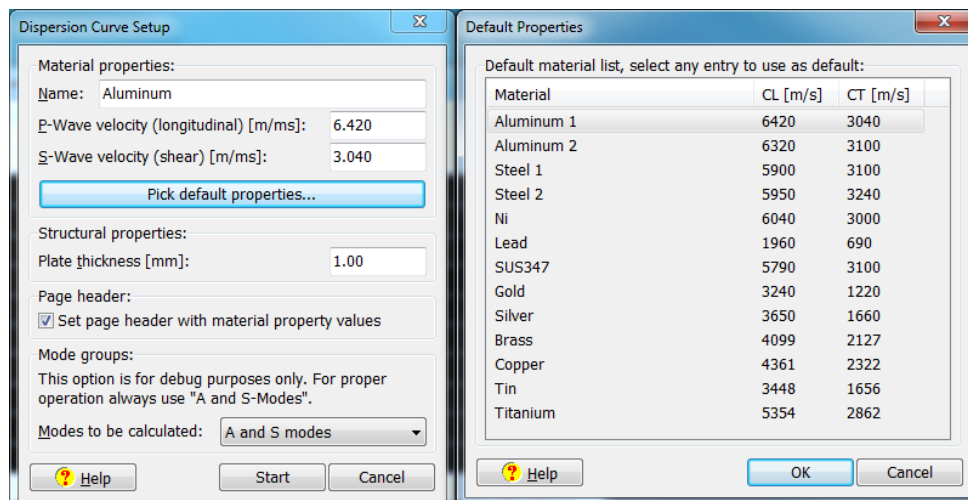 Dispersion Curve Setup
Material properties:
Name: Aluminum
P-Wave velocity (longitudinal) [m/ms]: 6.420
S-Wave velocity (shear) [m/ms]: 3.040
Pick default properties...
Structural properties:
Plate thickness [mm]: 1.00
Page header:
Set page header with material property values
Mode groups:
This option is for debug purposes only. For proper
operation always use "A and S-Modes".
Modes to be calculated: A and S modes
Help Start Cancel
Default Properties
Default material list, select any entry to use as default:
Material CL [m/s] CT [m/s]
Aluminum 1 6420 3040
Aluminum 2 6320 3100
Steel 1 5900 3100
Steel 2 5950 3240
Ni 6040 3000
Lead 1960 690
SUS347 5790 3100
Gold 3240 1220
Silver 3650 1660
Brass 4099 2127
Copper 4361 2322
Tin 3448 1656
Titanium 5354 2862
Help OK Cancel